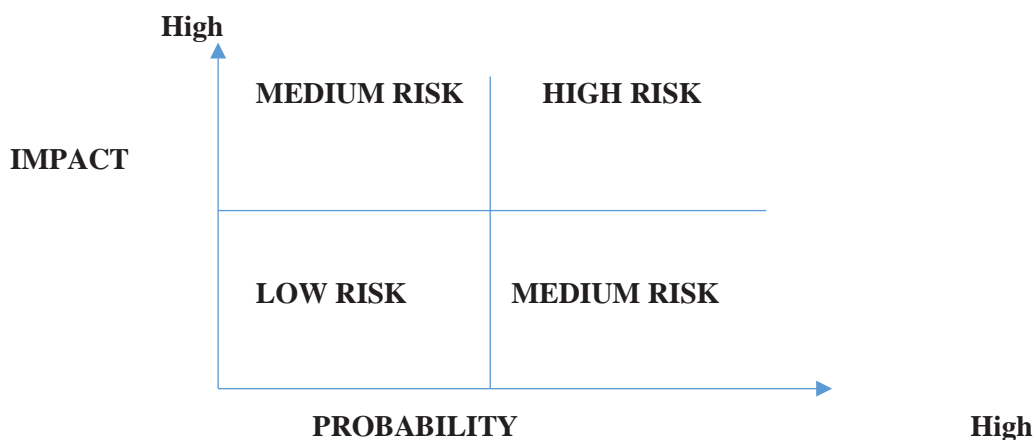 High
MEDIUM RISK HIGH RISK
IMPACT
LOW RISK MEDIUM RISK
PROBABILITY High